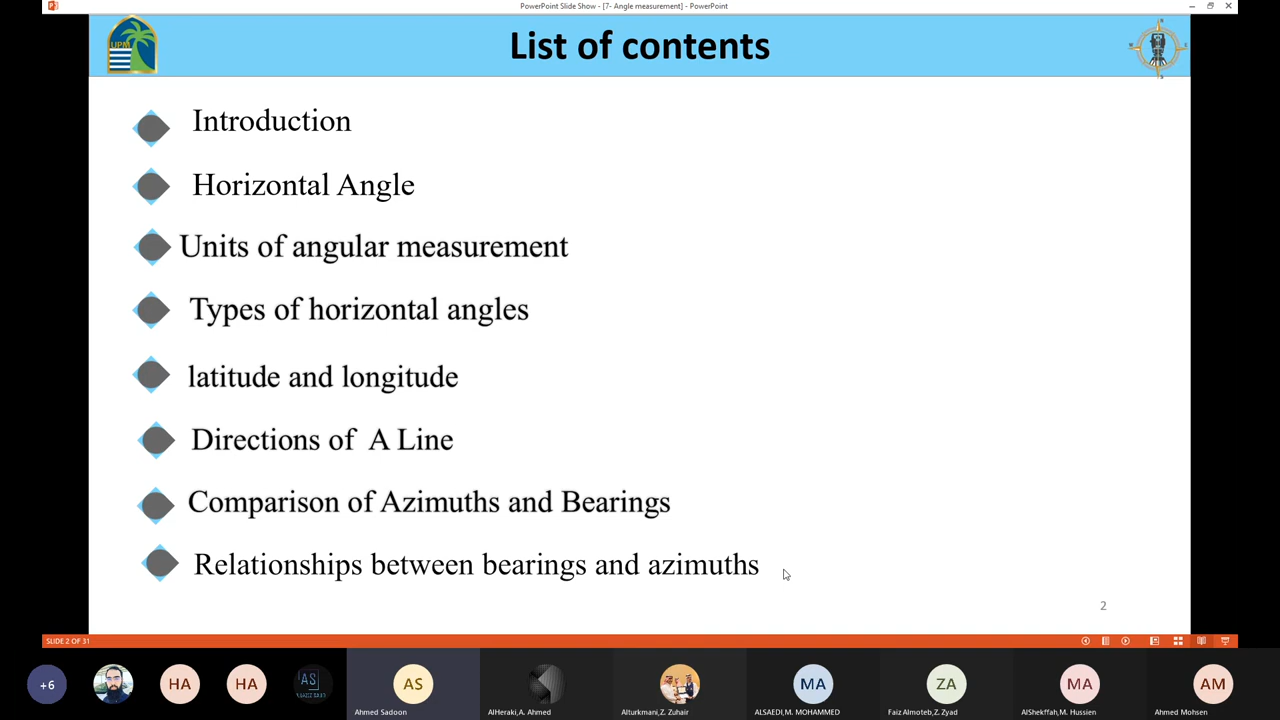 PowerPoint Slide Show - [7- Angle measurement] - PowerPoint
UPM
List of contents
Introduction
Horizontal Angle
Units of angular measurement
Types of horizontal angles
latitude and longitude
Directions of A Line
Comparison of Azimuths and Bearings
Relationships between bearings and azimuths
2
SLIDE 2 OF 31
+6
HA
HA
AS
AS
MA
ZA
MA
AM
Ahmed Sadoon
AlHeraki,A. Ahmed
Alturkmani,Z. Zuhair
ALSAEDI,M. MOHAMMED
Faiz Almoteb,Z. Zyad
AlShekffah,M. Hussien
Ahmed Mohsen